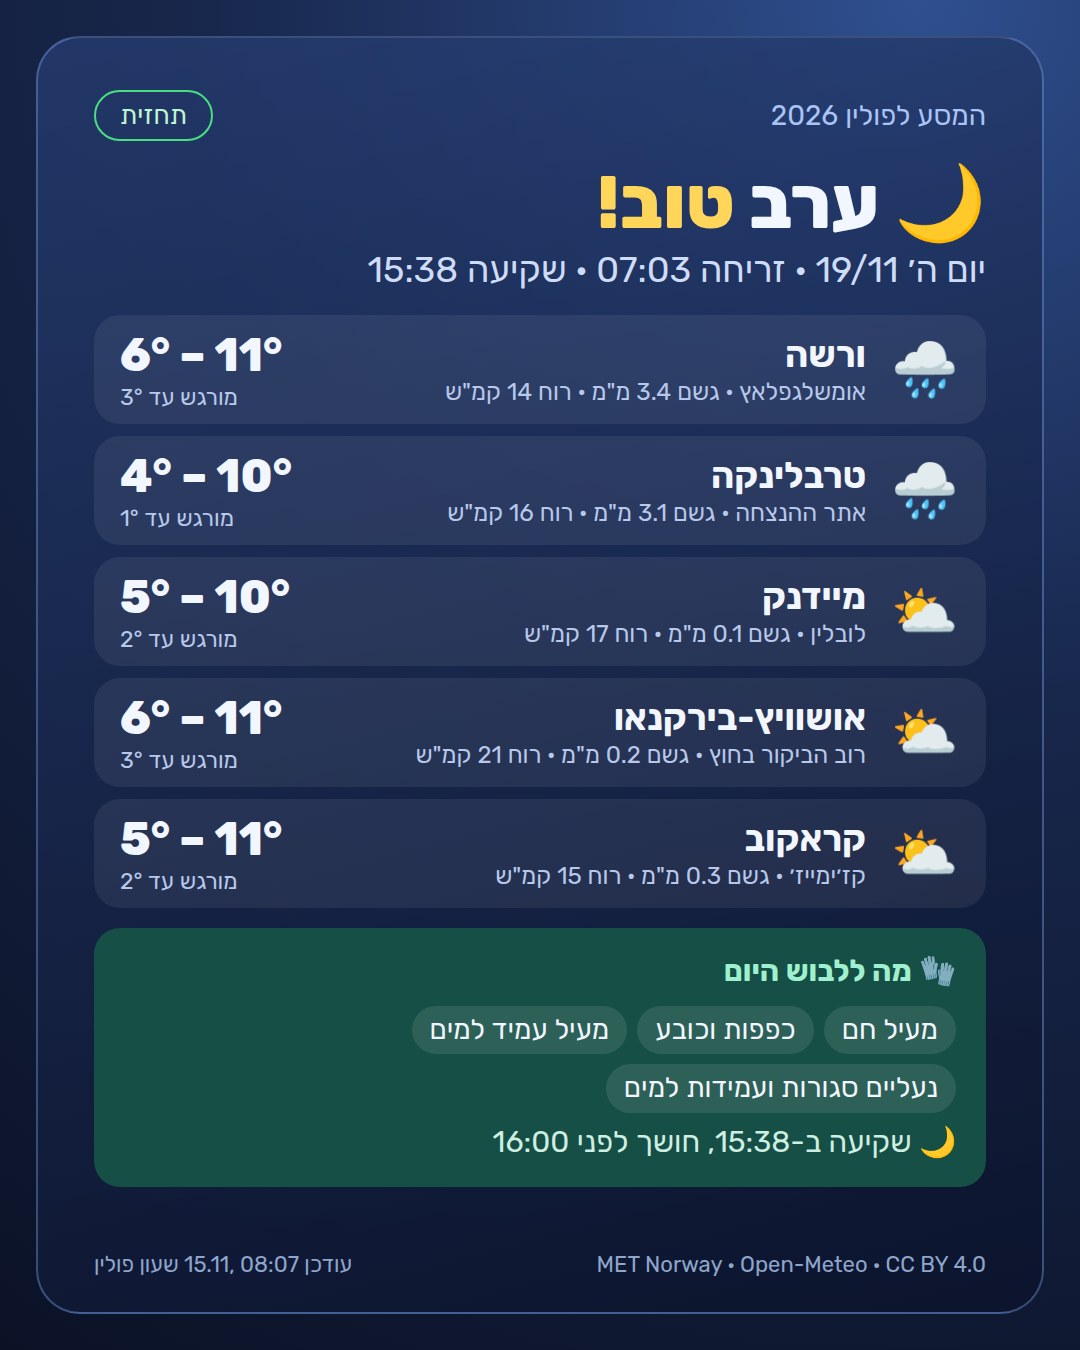 המסע לפולין 2026
תחזית
ערב טוב!
יום ה׳ 19/11 • זריחה 07:03 • שקיעה 15:38
ורשה
אומשלגפלאץ • גשם 3.4 מ"מ • רוח 14 קמ"ש
6° – 11°
מורגש עד 3°
טרבלינקה
אתר ההנצחה • גשם 3.1 מ"מ • רוח 16 קמ"ש
4° – 10°
מורגש עד 1°
מיידנק
לובלין • גשם 0.1 מ"מ • רוח 17 קמ"ש
5° – 10°
מורגש עד 2°
אושוויץ-בירקנאו
רוב הביקור בחוץ • גשם 0.2 מ"מ • רוח 21 קמ"ש
6° – 11°
מורגש עד 3°
קראקוב
קז׳ימייז׳ • גשם 0.3 מ"מ • רוח 15 קמ"ש
5° – 11°
מורגש עד 2°
מה ללבוש היום
מעיל חם
כפפות וכובע
מעיל עמיד למים
נעליים סגורות ועמידות למים
שקיעה ב-15:38, חושך לפני 16:00
MET Norway • Open-Meteo • CC BY 4.0
עודכן 08:07 ,15.11 שעון פולין